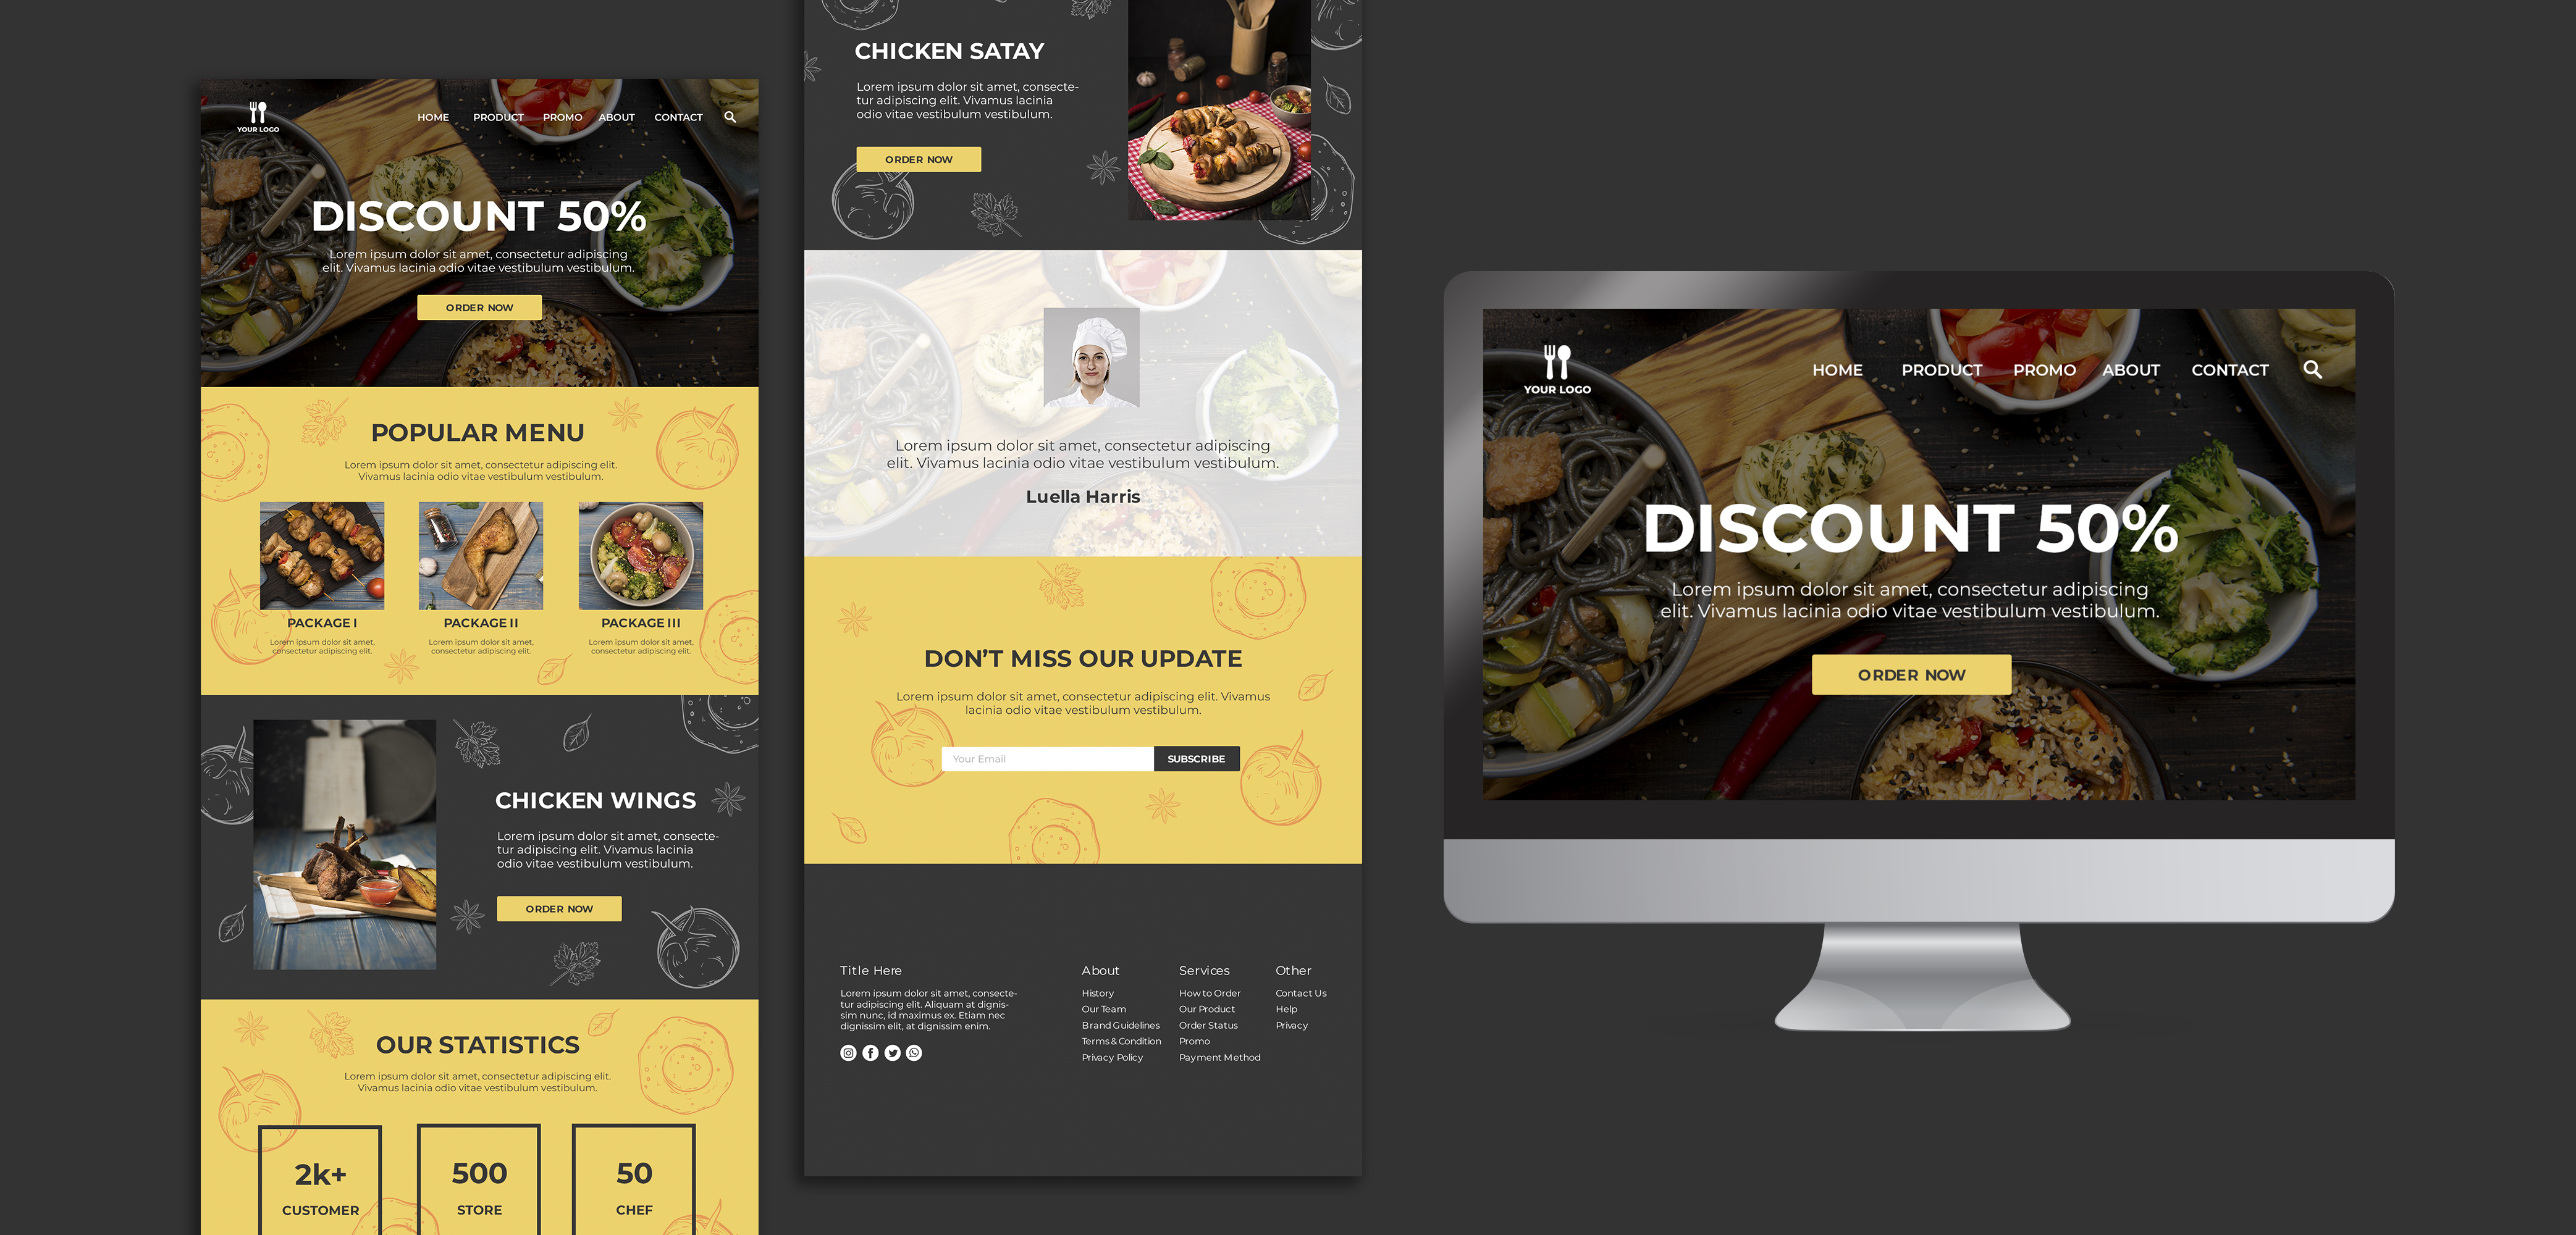 YOUR LOGO
HOME PRODUCT PROMO ABOUT CONTACT
DISCOUNT 50%
Lorem ipsum dolor sit amet, consectetur adipiscing
elit. Vivamus lacinia odio vitae vestibulum vestibulum.
ORDER NOW
POPULAR MENU
Lorem ipsum dolor sit amet, consectetur adipiscing elit.
Vivamus lacinia odio vitae vestibulum vestibulum.
PACKAGE I
Lorem ipsum dolor sit amet,
consectetur adipiscing elit.
PACKAGE II
Lorem ipsum dolor sit amet,
consectetur adipiscing elit.
PACKAGE III
Lorem ipsum dolor sit amet,
consectetur adipiscing elit.
CHICKEN WINGS
Lorem ipsum dolor sit amet, consecte-
tur adipiscing elit. Vivamus lacinia
odio vitae vestibulum vestibulum.
ORDER NOW
OUR STATISTICS
Lorem ipsum dolor sit amet, consectetur adipiscing elit.
Vivamus lacinia odio vitae vestibulum vestibulum.
2k+
CUSTOMER
500
STORE
50
CHEF
CHICKEN SATAY
Lorem ipsum dolor sit amet, consecte-
tur adipiscing elit. Vivamus lacinia
odio vitae vestibulum vestibulum.
ORDER NOW
Lorem ipsum dolor sit amet, consectetur adipiscing
elit. Vivamus lacinia odio vitae vestibulum vestibulum.
Luella Harris
DON’T MISS OUR UPDATE
Lorem ipsum dolor sit amet, consectetur adipiscing elit. Vivamus
lacinia odio vitae vestibulum vestibulum.
Your Email
SUBSCRIBE
Title Here
Lorem ipsum dolor sit amet, consecte-
tur adipiscing elit. Aliquam at dignis-
sim nunc, id maximus ex. Etiam nec
dignissim elit, at dignissim enim.
About
History
Our Team
Brand Guidelines
Terms & Condition
Privacy Policy
Services
How to Order
Our Product
Order Status
Promo
Payment Method
Other
Contact Us
Help
Privacy
YOUR LOGO
HOME PRODUCT PROMO ABOUT CONTACT
DISCOUNT 50%
Lorem ipsum dolor sit amet, consectetur adipiscing
elit. Vivamus lacinia odio vitae vestibulum vestibulum.
ORDER NOW